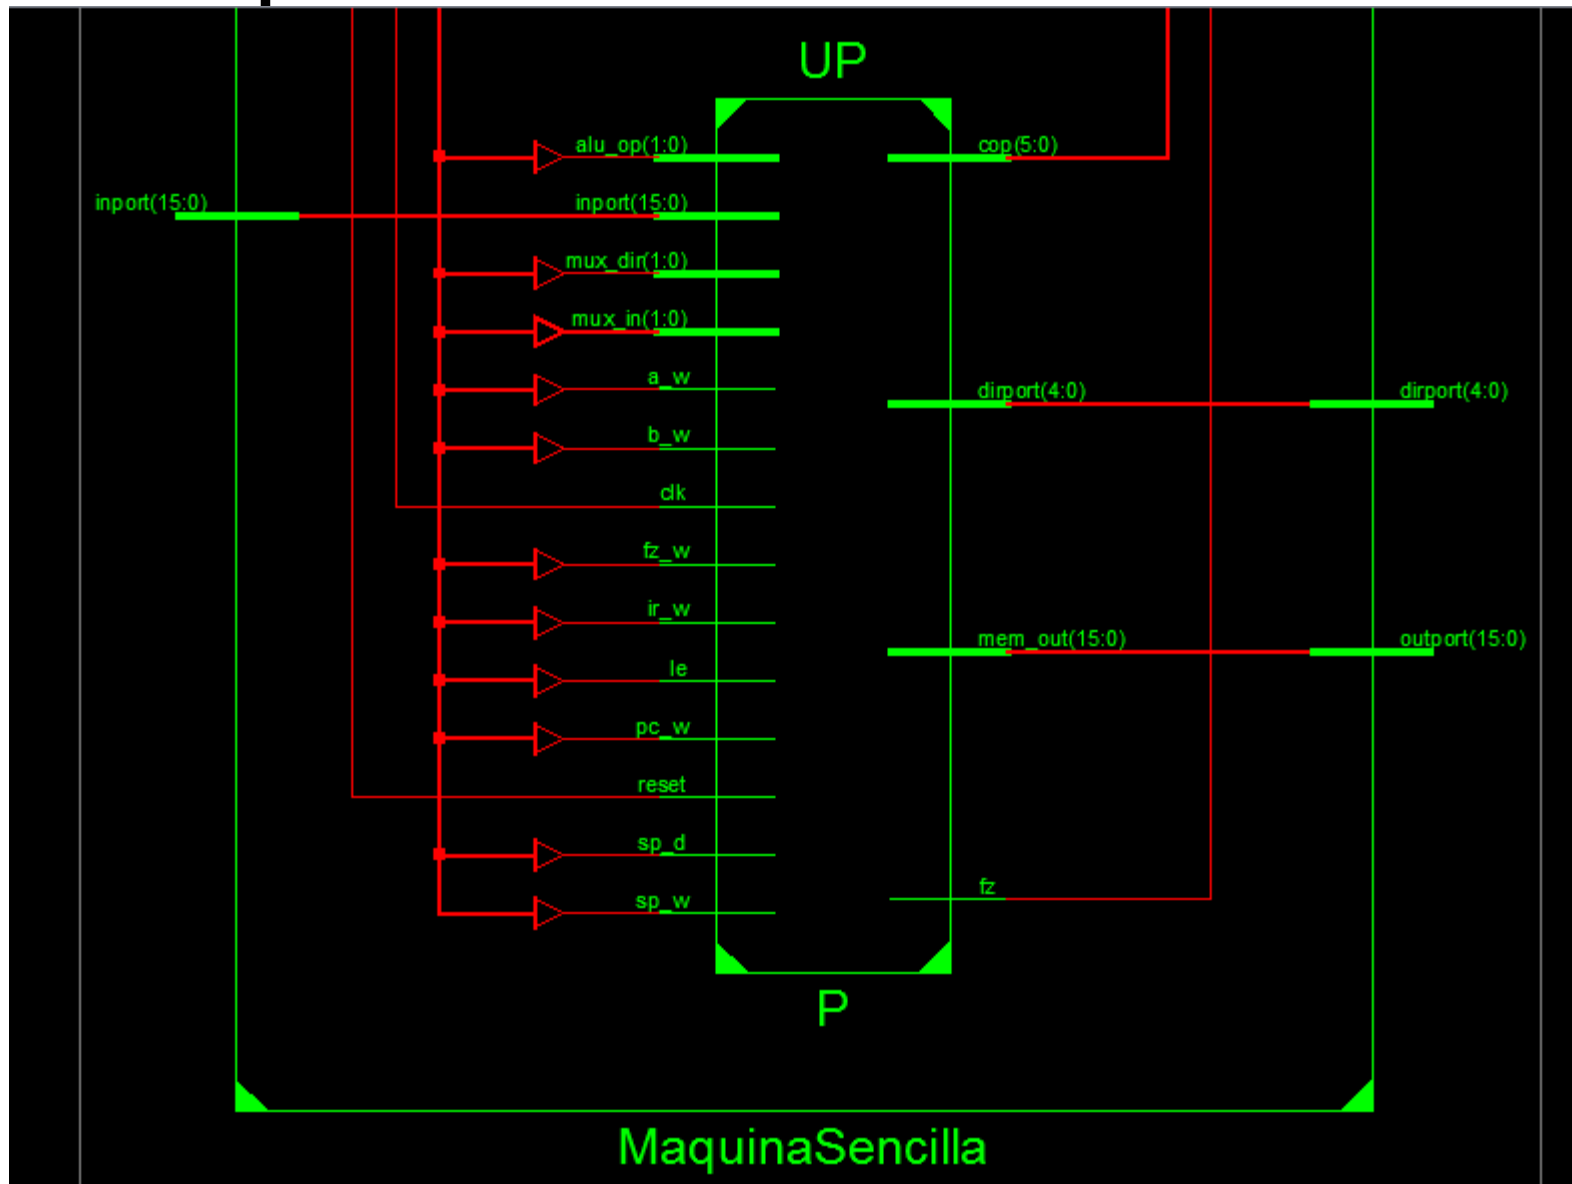 UP
alu_op(1:0)
cop(5:0)
inport(15:0)
inport(15:0)
mux_dir(1:0)
mux_in(1:0)
a_w
dirport(4:0)
dirport(4:0)
b_w
clk
fz_w
ir_w
mem_out(15:0)
outport(15:0)
le
pc_w
reset
sp_d
fz
sp_w
P
MaquinaSencilla